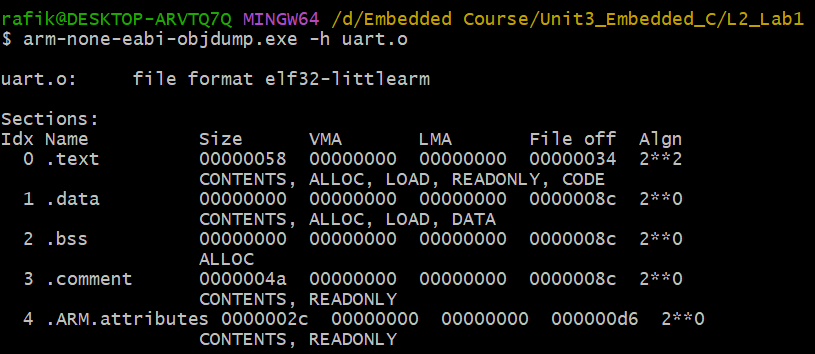 rafik@DESKTOP-ARVTQ7Q MINGW64 /d/Embedded Course/Unit3_Embedded_C/L2_Lab1
$ arm-none-eabi-objdump.exe -h uart.o
uart.o:     file format elf32-littlearm
Sections:
Idx Name          Size      VMA       LMA       File off  Algn
  0 .text         00000058  00000000  00000000  00000034  2**2
                  CONTENTS, ALLOC, LOAD, READONLY, CODE
  1 .data         00000000  00000000  00000000  0000008c  2**0
                  CONTENTS, ALLOC, LOAD, DATA
  2 .bss          00000000  00000000  00000000  0000008c  2**0
                  ALLOC
  3 .comment      0000004a  00000000  00000000  0000008c  2**0
                  CONTENTS, READONLY
  4 .ARM.attributes 0000002c  00000000  00000000  000000d6  2**0
                  CONTENTS, READONLY